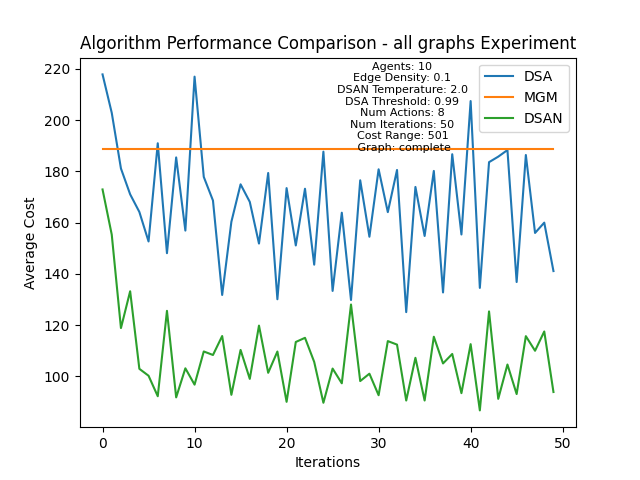 Algorithm Performance Comparison - all graphs Experiment
Agents: 10
Edge Density: 0.1
DSAN Temperature: 2.0
DSA Threshold: 0.99
Num Actions: 8
Num Iterations: 50
Cost Range: 501
Graph: complete
DSA
MGM
DSAN
Average Cost
220
200
180
160
140
120
100
0
10
20
30
40
50
Iterations